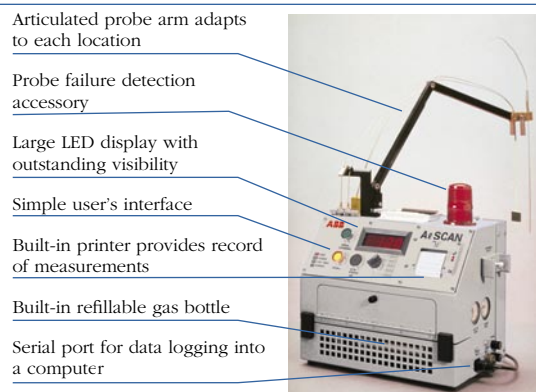 Articulated probe arm adapts
to each location
Probe failure detection
accessory
Large LED display with
outstanding visibility
Simple user's interface
Built-in printer provides record
of measurements
Built-in refillable gas bottle
Serial port for data logging into
a computer
ABB
AlSCAN